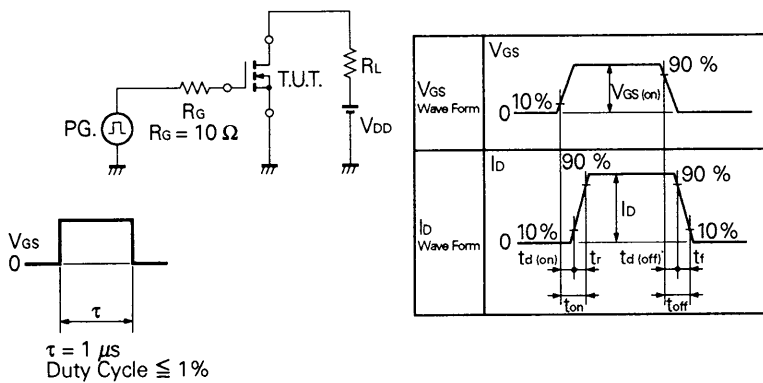 PG.
RG
RG = 10 Ω
T.U.T.
RL
VDD
VGS
0
τ
τ = 1 μs
Duty Cycle ≦ 1%
VGS
Wave Form
VGS
10%
0
VGS (on)
90 %
ID
Wave Form
ID
90 %
90 %
0
10%
ID
10%
td (on)
tr
td (off)
tf
ton
toff